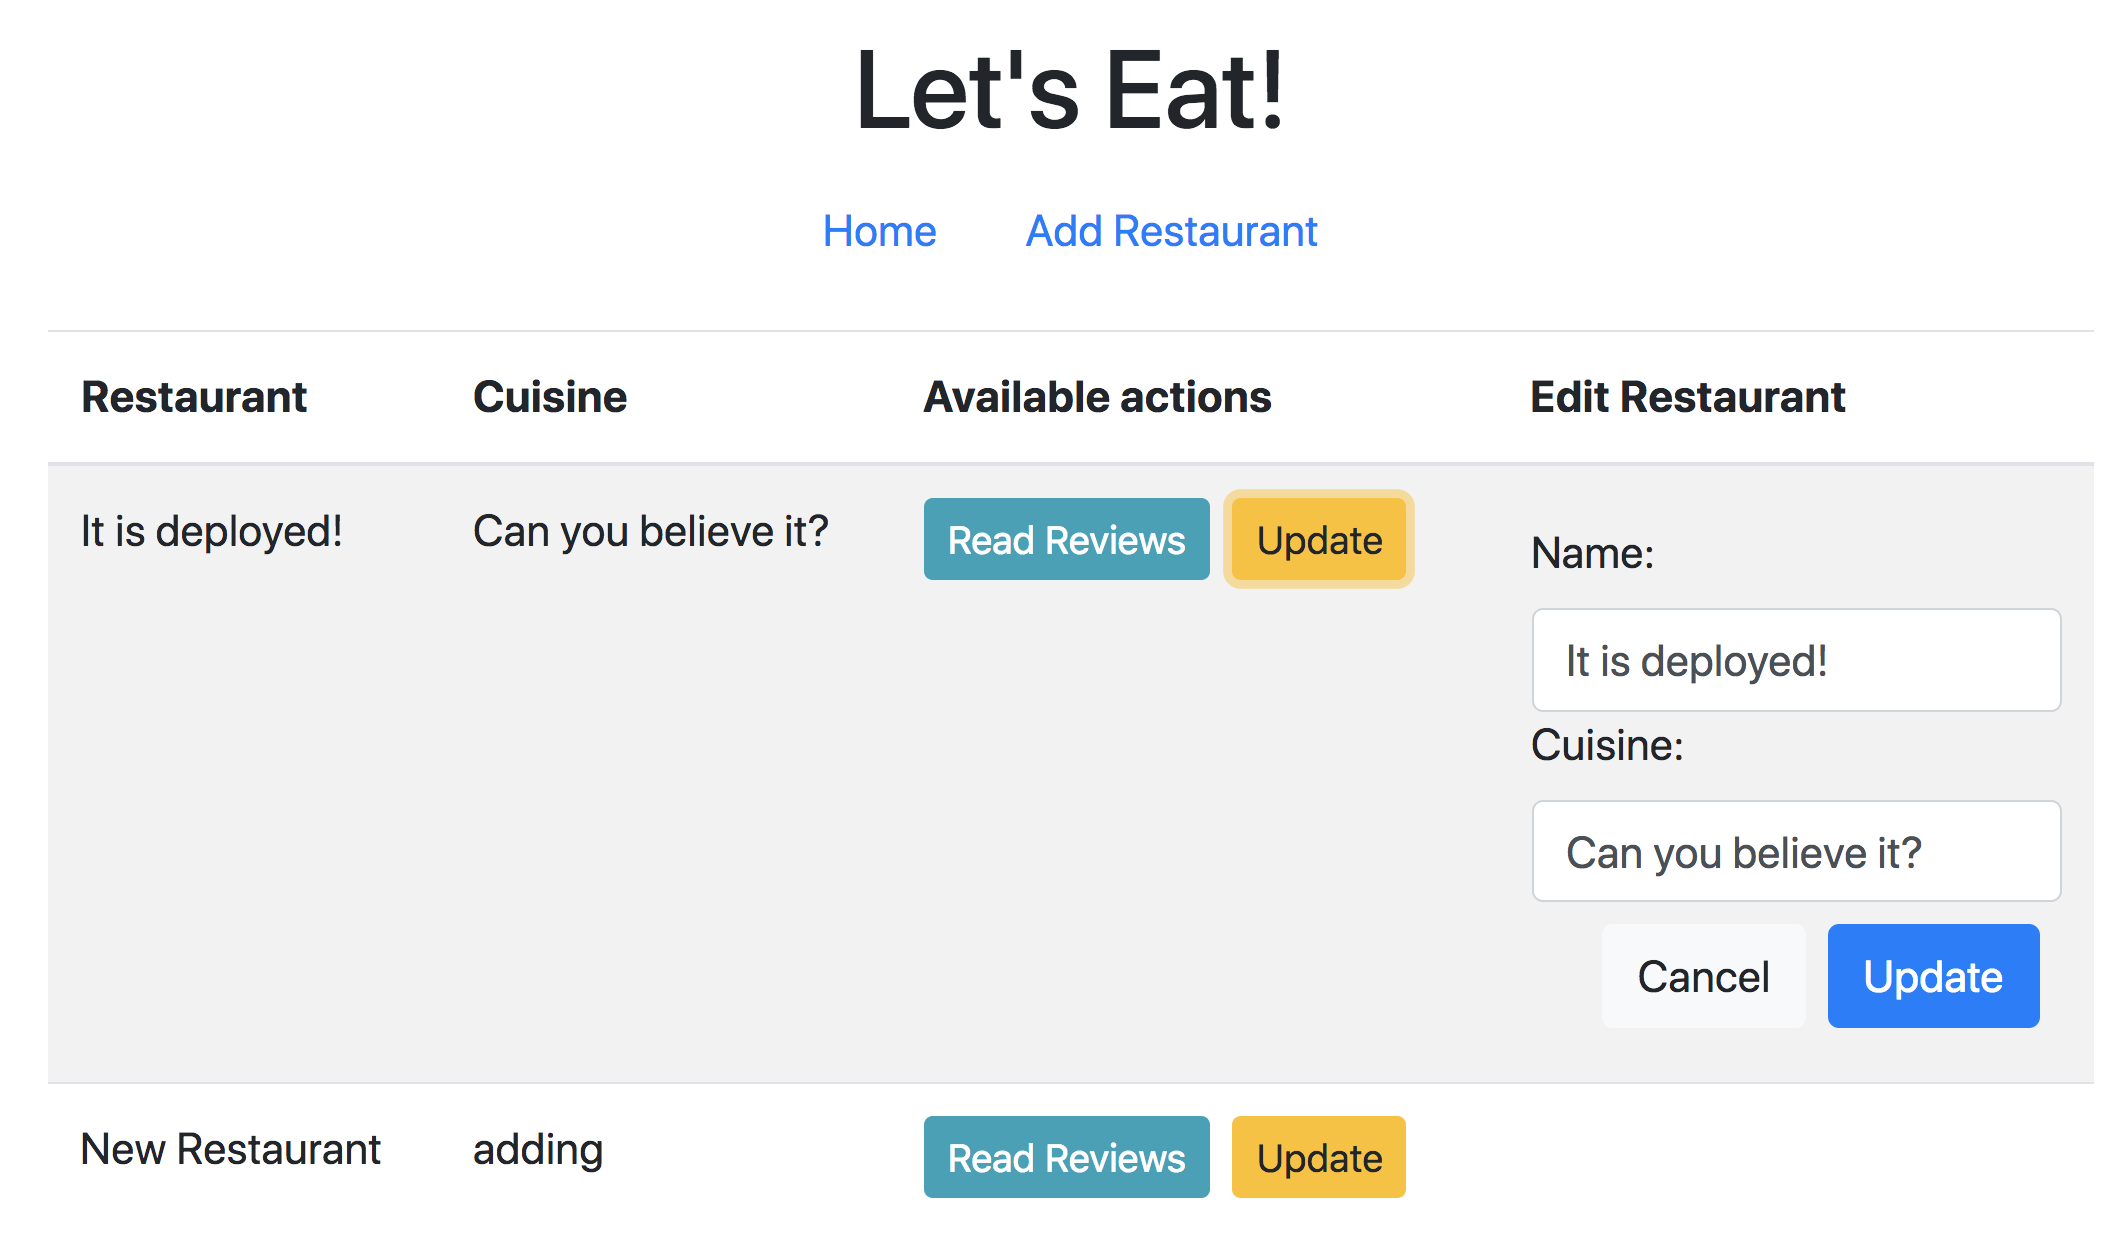 Let's Eat!
Home Add Restaurant
Restaurant Cuisine Available actions Edit Restaurant
It is deployed! Can you believe it? Read Reviews Update
Name:
It is deployed!
Cuisine:
Can you believe it?
Cancel Update
New Restaurant adding Read Reviews Update